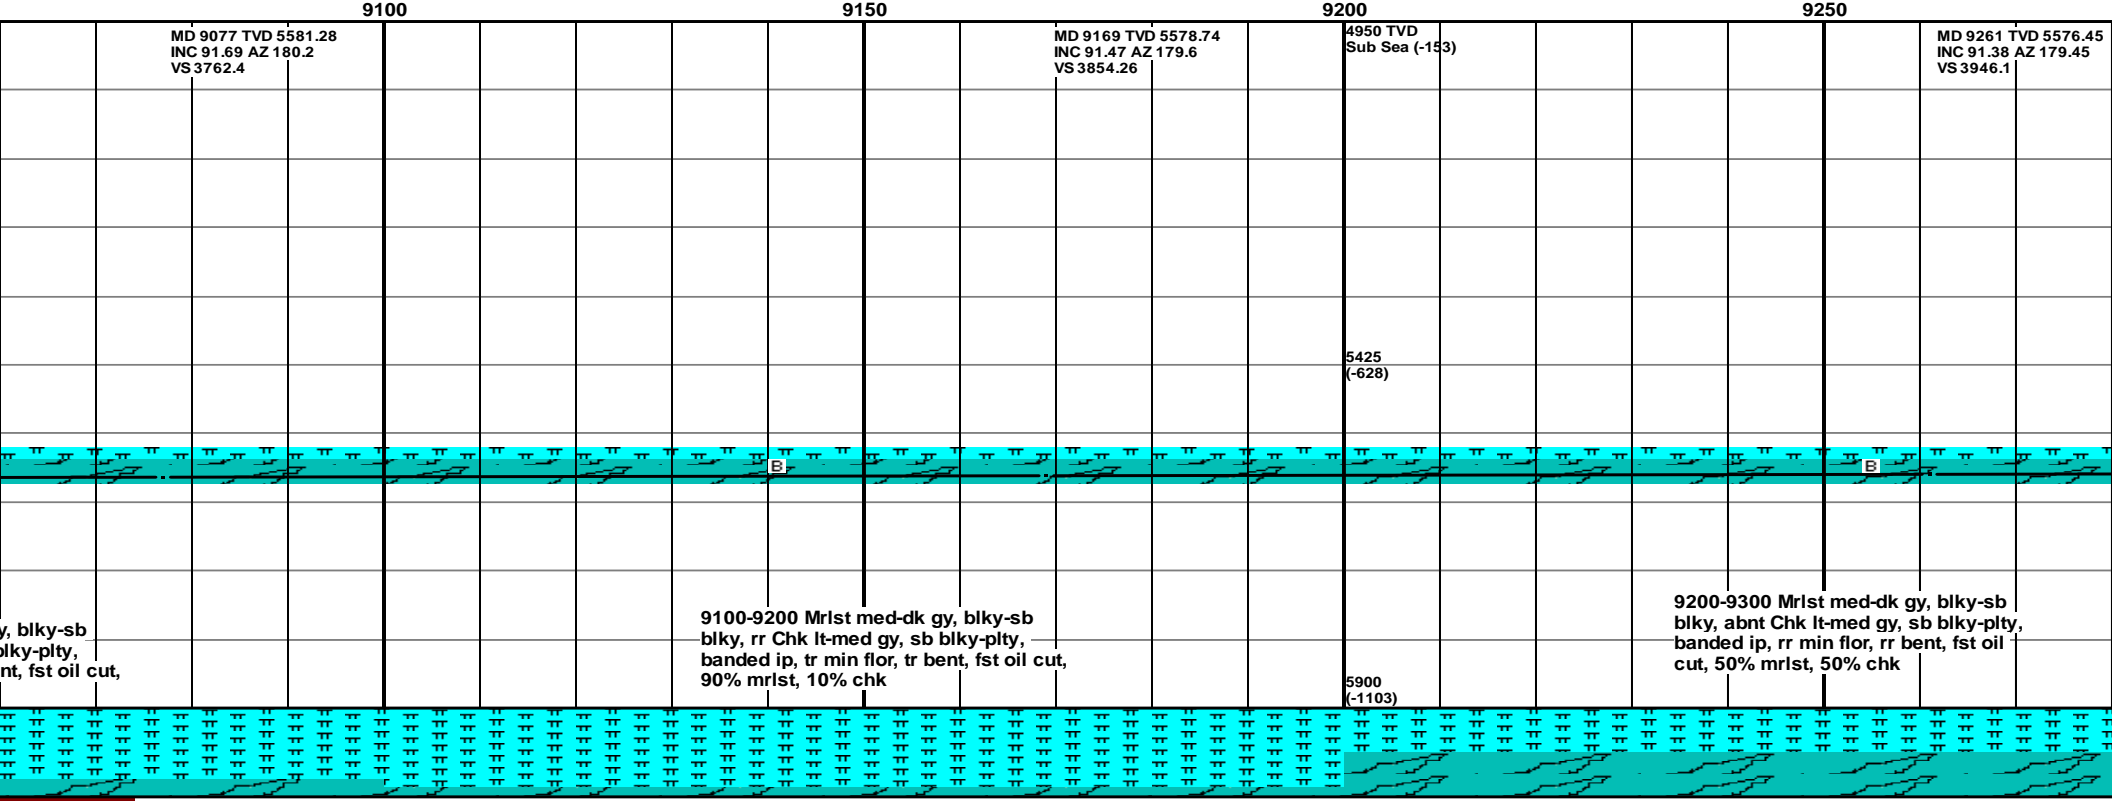 9100
9150
9200
9250
MD 9077 TVD 5581.28
INC 91.69 AZ 180.2
VS 3762.4
MD 9169 TVD 5578.74
INC 91.47 AZ 179.6
VS 3854.26
4950 TVD
Sub Sea (-153)
MD 9261 TVD 5576.45
INC 91.38 AZ 179.45
VS 3946.1
5425
(-628)
B
B
y, blky-sb
blky-plty,
nt, fst oil cut,
9100-9200 Mrlst med-dk gy, blky-sb
blky, rr Chk lt-med gy, sb blky-plty,
banded ip, tr min flor, tr bent, fst oil cut,
90% mrlst, 10% chk
9200-9300 Mrlst med-dk gy, blky-sb
blky, abnt Chk lt-med gy, sb blky-plty,
banded ip, rr min flor, rr bent, fst oil
cut, 50% mrlst, 50% chk
5900
(-1103)